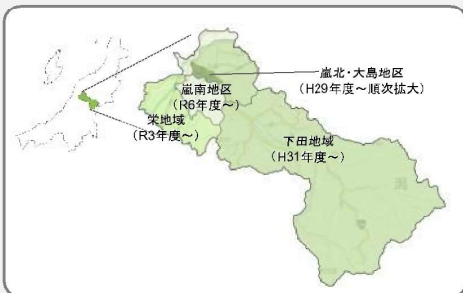 嵐北・大島地区
(H29年度~順次拡大)
嵐南地区
(R6年度~)
栄地域
(R3年度~)
下田地域
(H31年度~)
潟